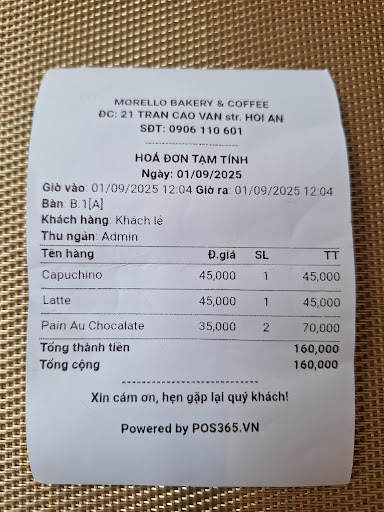 MORELLO BAKERY & COFFEE
ĐC: 21 TRAN CAO VAN str. HOI AN
SĐT: 0906 110 601
HOÁ ĐƠN TẠM TÍNH
Ngày: 01/09/2025
Giờ vào: 01/09/2025 12:04 Giờ ra: 01/09/2025 12:04
Bàn: B.1[A]
Khách hàng: Khách lẻ
Thu ngân: Admin
Tên hàng Đ.giá SL TT
Capuchino 45,000 1 45,000
Latte 45,000 1 45,000
Pain Au Chocalate 35,000 2 70,000
Tổng thành tiền 160,000
Tổng cộng 160,000
Xin cám ơn, hẹn gặp lại quý khách!
Powered by POS365.VN